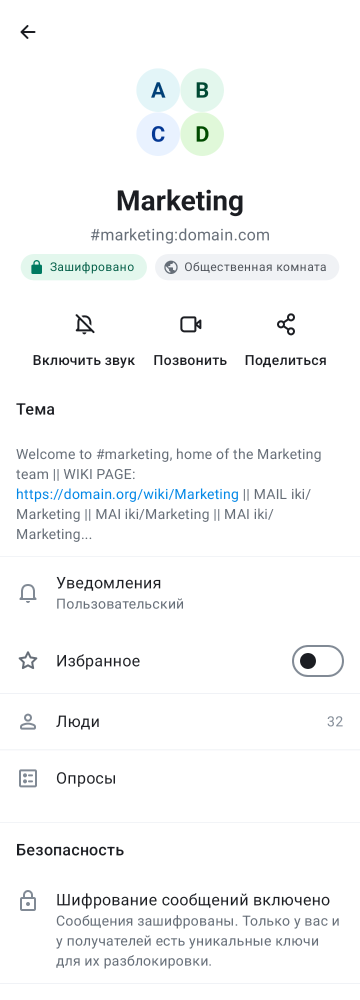 A B
C D
Marketing
#marketing:domain.com
Зашифровано Общественная комната
Включить звук Позвонить Поделиться
Тема
Welcome to #marketing, home of the Marketing
team || WIKI PAGE:
https://domain.org/wiki/Marketing || MAIL iki/
Marketing || MAI iki/Marketing || MAI iki/
Marketing...
Уведомления
Пользовательский
Избранное
Люди 32
Опросы
Безопасность
Шифрование сообщений включено
Сообщения зашифрованы. Только у вас и
у получателей есть уникальные ключи
для их разблокировки.